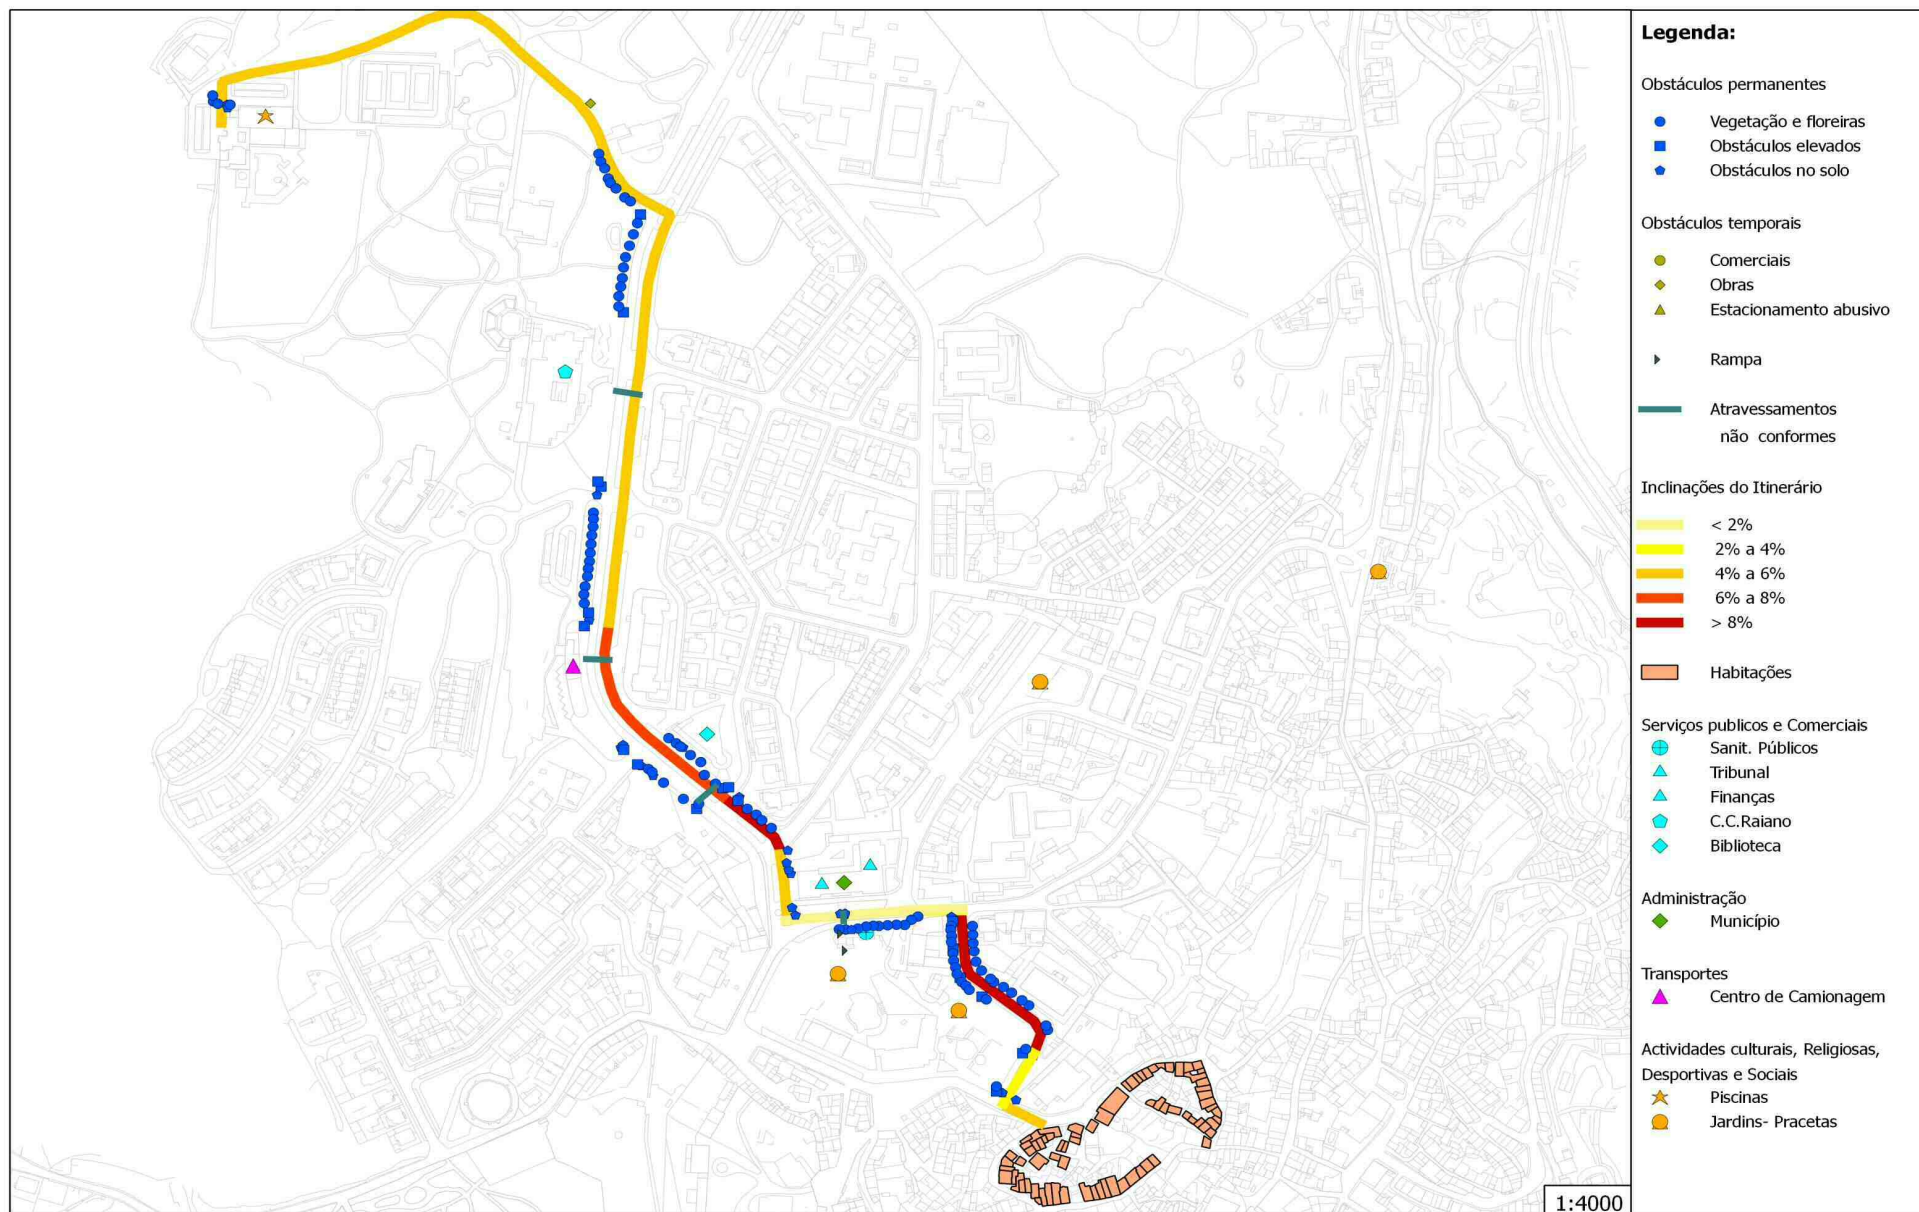 Legenda:
Obstáculos permanentes
Vegetação e floreiras
Obstáculos elevados
Obstáculos no solo
Obstáculos temporais
Comerciais
Obras
Estacionamento abusivo
Rampa
Atravessamentos
não conformes
Inclinações do Itinerário
< 2%
2% a 4%
4% a 6%
6% a 8%
> 8%
Habitações
Serviços publicos e Comerciais
Sanit. Públicos
Tribunal
Finanças
C.C.Raiano
Biblioteca
Administração
Município
Transportes
Centro de Camionagem
Actividades culturais, Religiosas,
Desportivas e Sociais
Piscinas
Jardins- Pracetas
1:4000